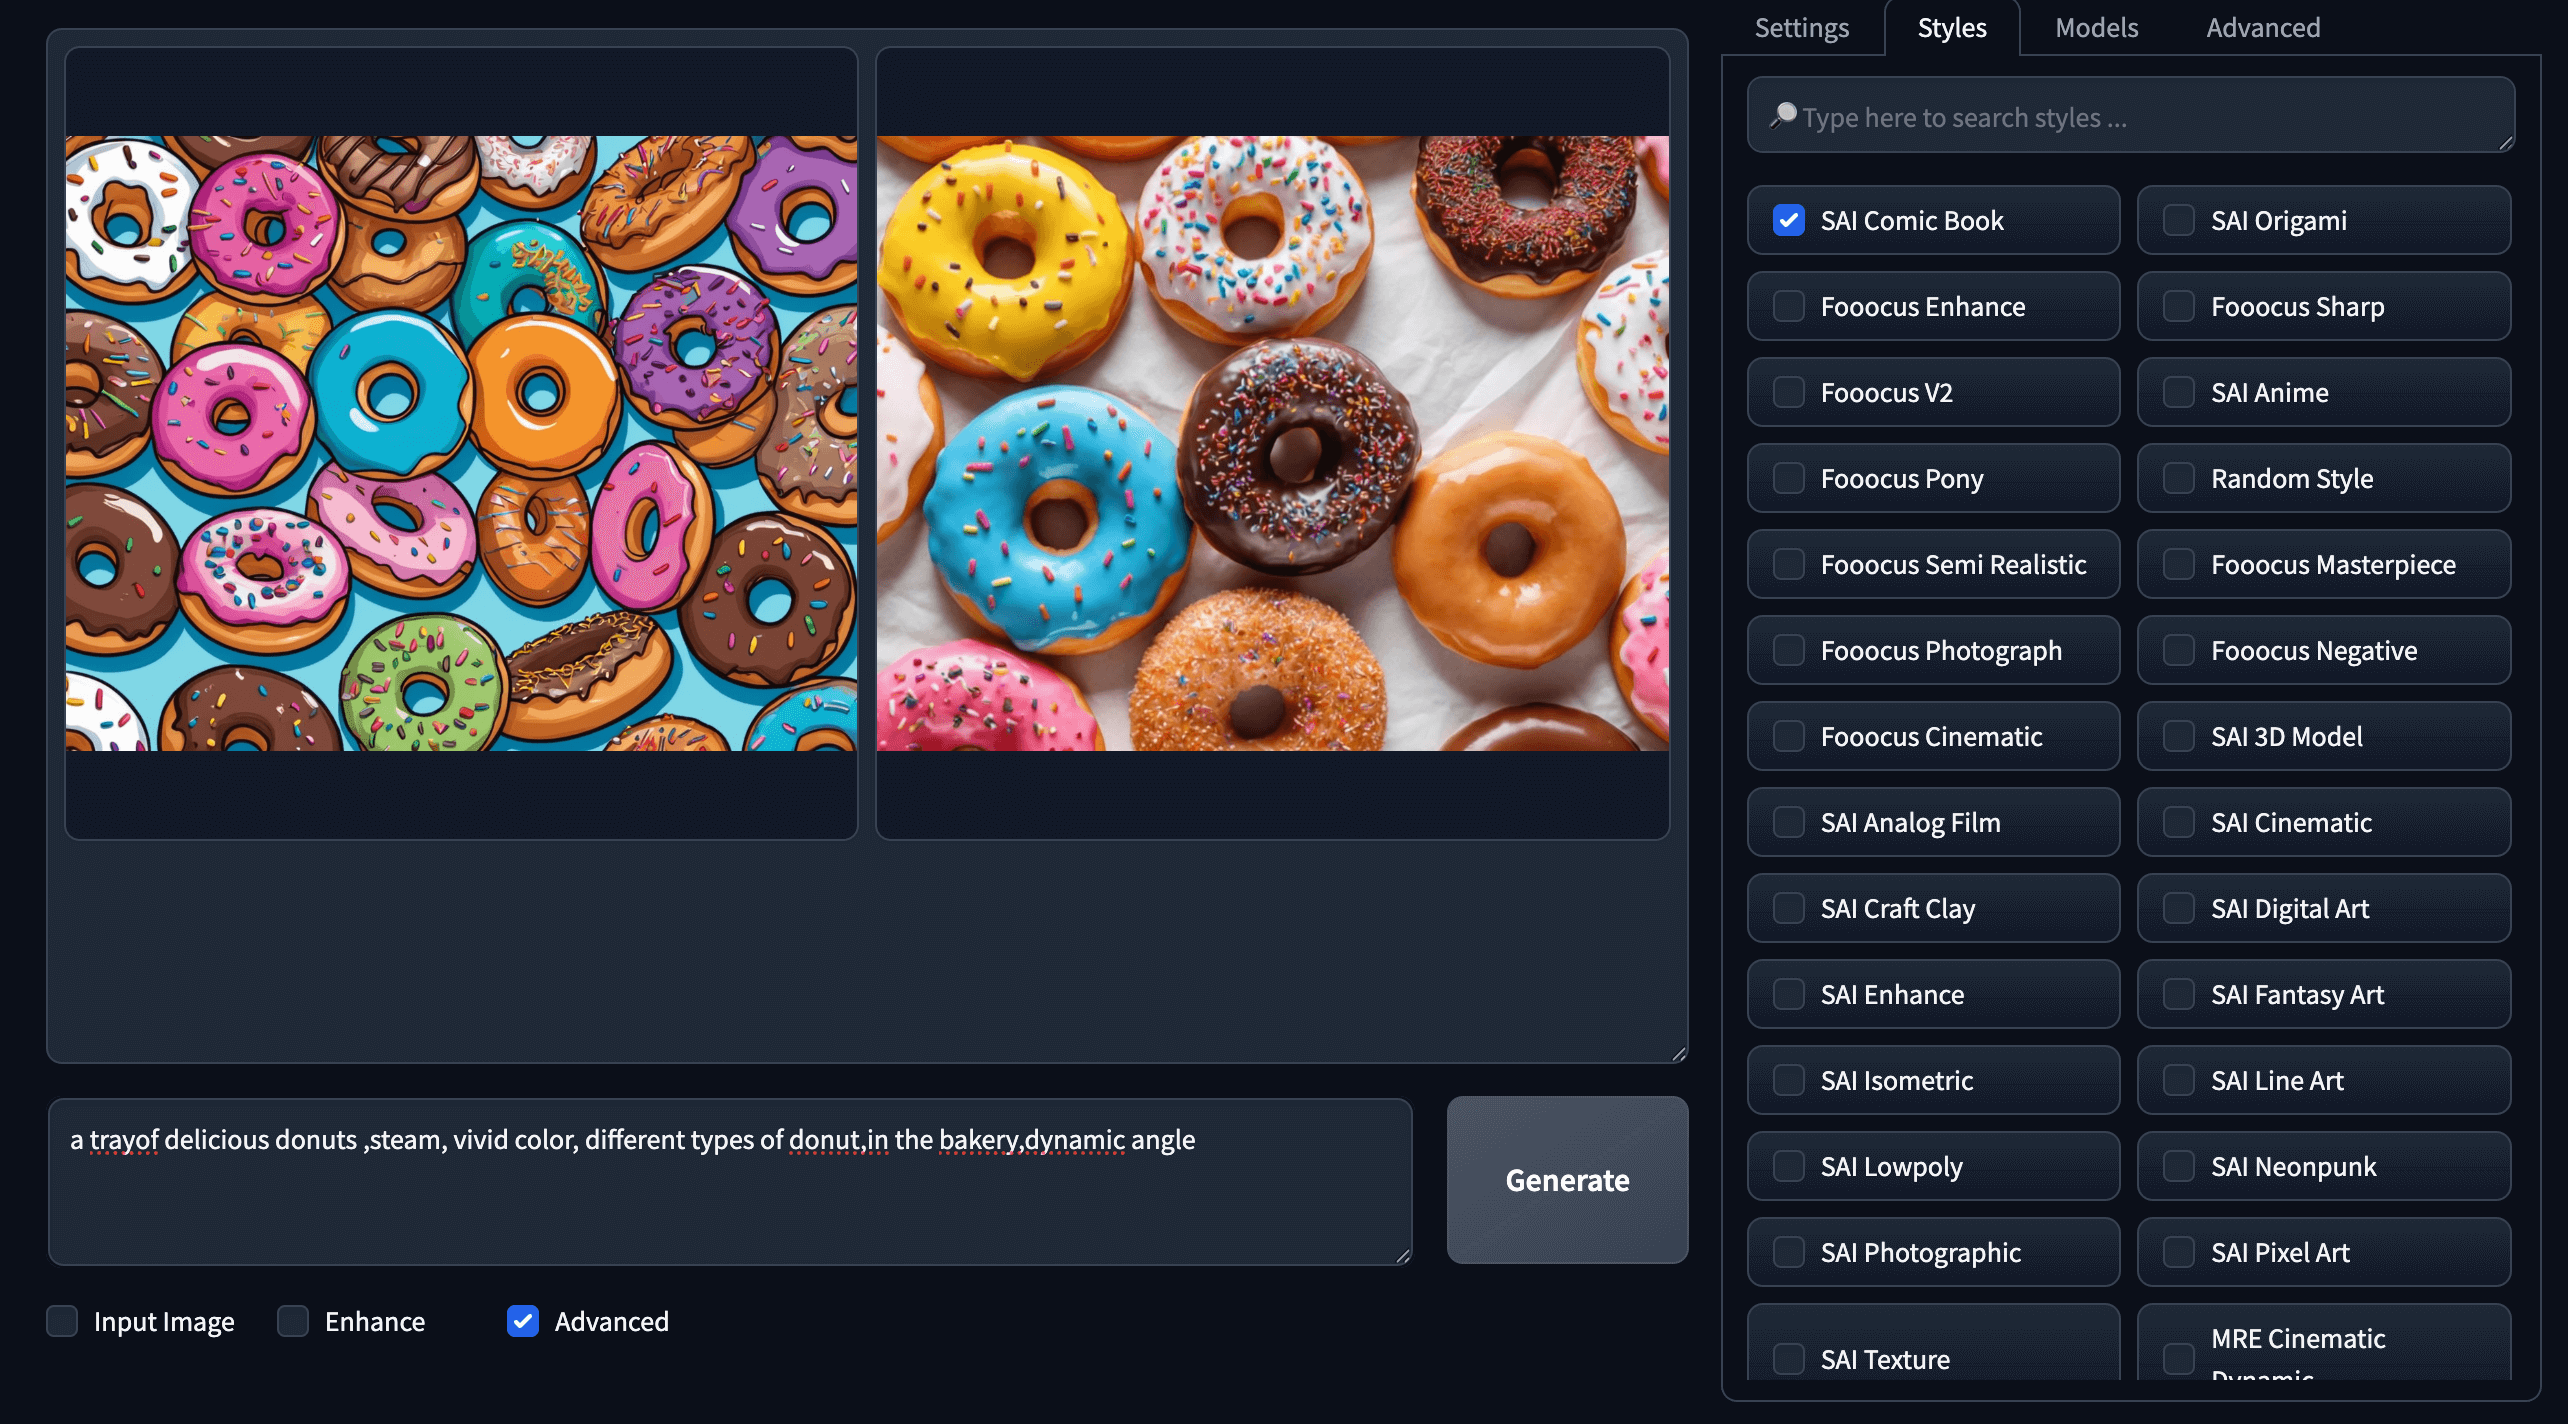 Settings
Styles
Models
Advanced
Type here to search styles ...
SAI Comic Book
SAI Origami
Fooocus Enhance
Fooocus Sharp
Fooocus V2
SAI Anime
Fooocus Pony
Random Style
Fooocus Semi Realistic
Fooocus Masterpiece
Fooocus Photograph
Fooocus Negative
Fooocus Cinematic
SAI 3D Model
SAI Analog Film
SAI Cinematic
SAI Craft Clay
SAI Digital Art
SAI Enhance
SAI Fantasy Art
SAI Isometric
SAI Line Art
SAI Lowpoly
SAI Neonpunk
SAI Photographic
SAI Pixel Art
SAI Texture
MRE Cinematic
Dynamic
a trayof delicious donuts ,steam, vivid color, different types of donut,in the bakery,dynamic angle
Generate
Input Image
Enhance
Advanced